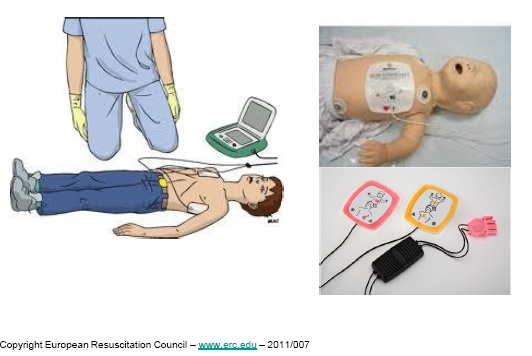 Copyright European Resuscitation Council – www.erc.edu – 2011/007